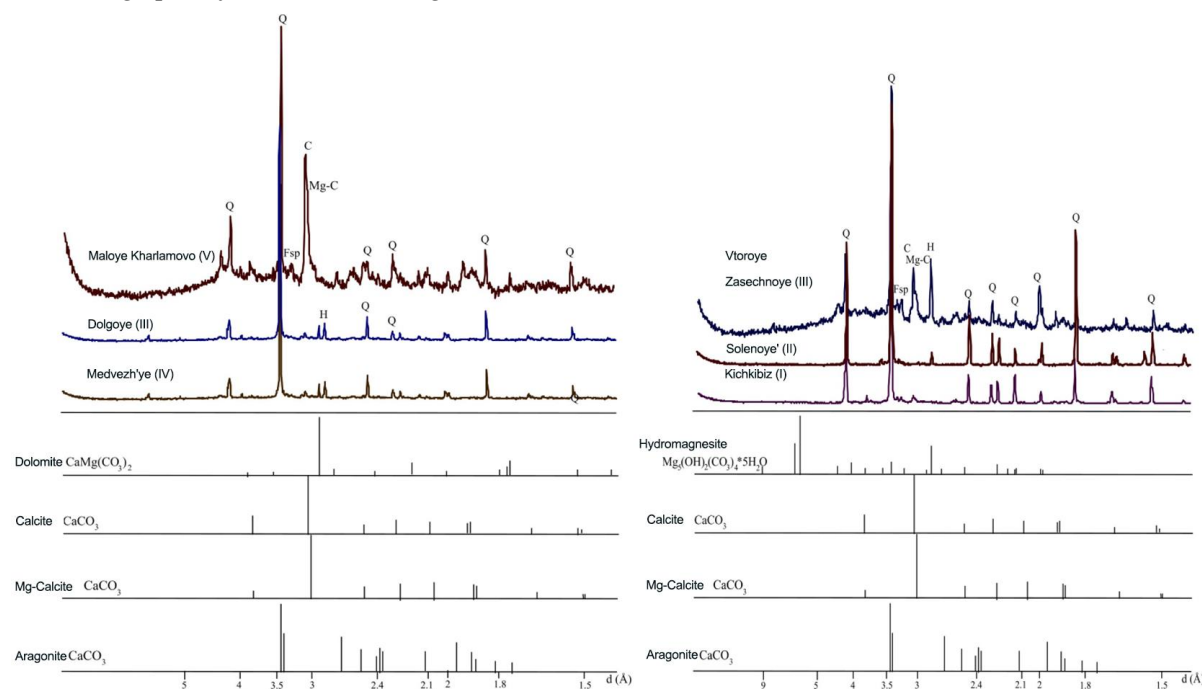 Q
C
Mg-C
Q
Maloye Kharlamovo (V)
Fsp
Q
Q
Q
Q
Dolgoye (III)
H
Q
Q
Medvezh'ye (IV)
Q
Dolomite CaMg(CO₃)₂
Calcite CaCO₃
Mg-Calcite CaCO₃
Aragonite CaCO₃
5 4 3.5 3 2.4 2.1 2 1.8 1.5 d (Å)
Q
Q
Q
Vtoroye
Zasechnoye (III)
C
Mg-C
H
Fsp
Q
Q
Q
Q
Q
Solenoye' (II)
Kichkibiz (I)
Hydromagnesite
Mg₅(OH)₂(CO₃)₄*5H₂O
Calcite CaCO₃
Mg-Calcite CaCO₃
Aragonite CaCO₃
9 5 4 3.5 3 2.4 2.1 2 1.8 1.5 d (Å)